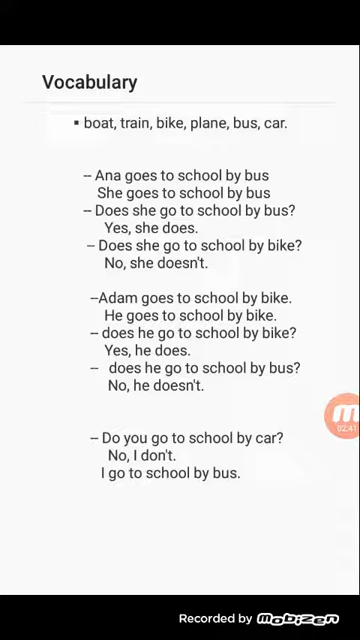 Vocabulary
▪ boat, train, bike, plane, bus, car.
-- Ana goes to school by bus
She goes to school by bus
-- Does she go to school by bus?
Yes, she does.
-- Does she go to school by bike?
No, she doesn't.
--Adam goes to school by bike.
He goes to school by bike.
-- does he go to school by bike?
Yes, he does.
-- does he go to school by bus?
No, he doesn't.
02:41
-- Do you go to school by car?
No, I don't.
I go to school by bus.
Recorded by Mobizen